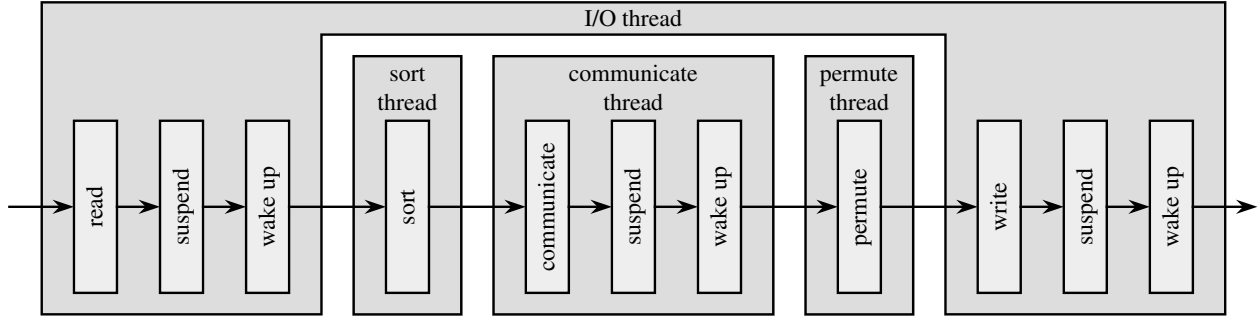 I/O thread
sort
thread
communicate
thread
permute
thread
read
suspend
wake up
sort
communicate
suspend
wake up
permute
write
suspend
wake up